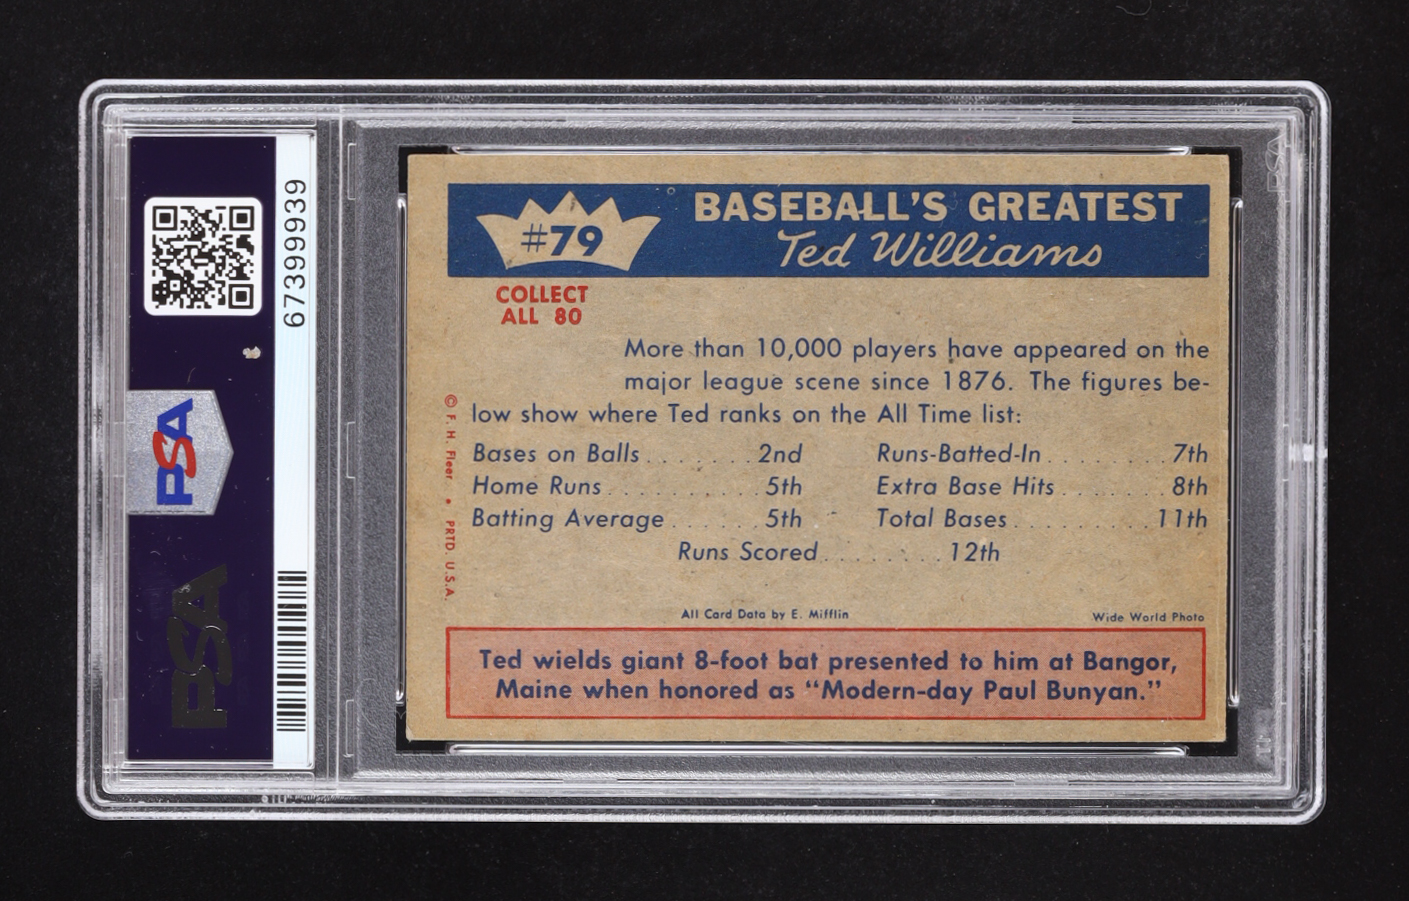 67399939
PSA
PSA
#79
BASEBALL'S GREATEST
Ted Williams
COLLECT
ALL 80
More than 10,000 players have appeared on the
major league scene since 1876. The figures be-
low show where Ted ranks on the All Time list:
Bases on Balls . . . . . . . 2nd Runs-Batted-In . . . . . . . . . 7th
Home Runs . . . . . . . . . 5th Extra Base Hits . . . . . . . . 8th
Batting Average . . . . . . 5th Total Bases . . . . . . . . . . 11th
Runs Scored . . . . . . . . 12th
© F. H. Fleer • PRTD. U.S.A.
All Card Data by E. Mifflin
Wide World Photo
Ted wields giant 8-foot bat presented to him at Bangor,
Maine when honored as “Modern-day Paul Bunyan.”
PSA